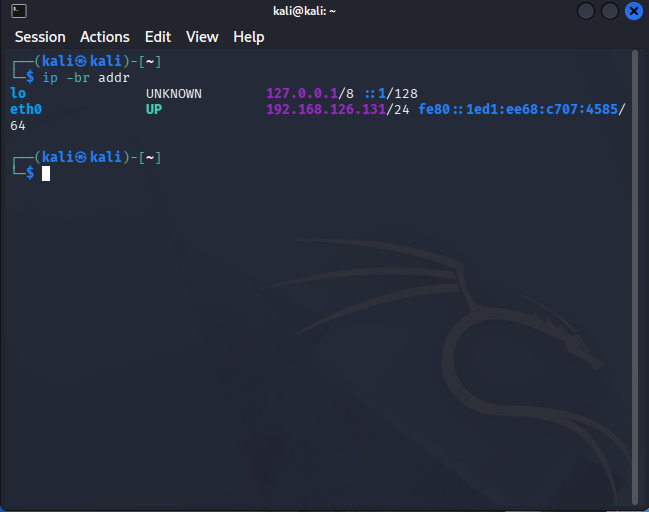 kali@kali: ~
Session Actions Edit View Help
┌──(kali㉿kali)-[~]
└─$ ip -br addr
lo               UNKNOWN        127.0.0.1/8 ::1/128
eth0             UP             192.168.126.131/24 fe80::1ed1:ee68:c707:4585/
64
┌──(kali㉿kali)-[~]
└─$